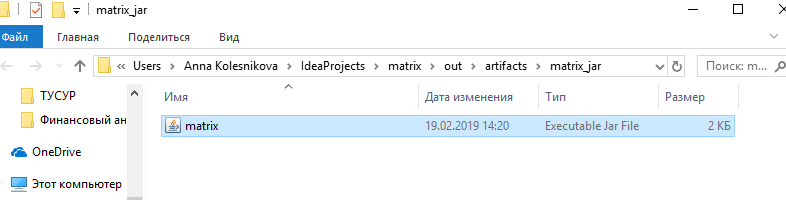 matrix_jar
Файл Главная Поделиться Вид
« Users > Anna Kolesnikova > IdeaProjects > matrix > out > artifacts > matrix_jar Поиск: m...
ТУСУР
Финансовый ан
OneDrive
Этот компьютер
Имя Дата изменения Тип Размер
matrix 19.02.2019 14:20 Executable Jar File 2 КБ